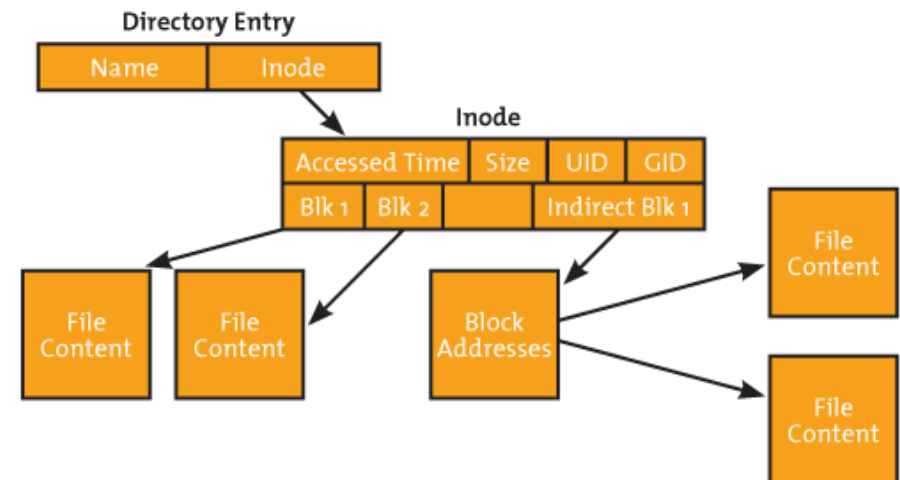 Directory Entry
Name Inode
Inode
Accessed Time Size UID GID
Blk 1 Blk 2 Indirect Blk 1
File
Content
File
Content
Block
Addresses
File
Content
File
Content